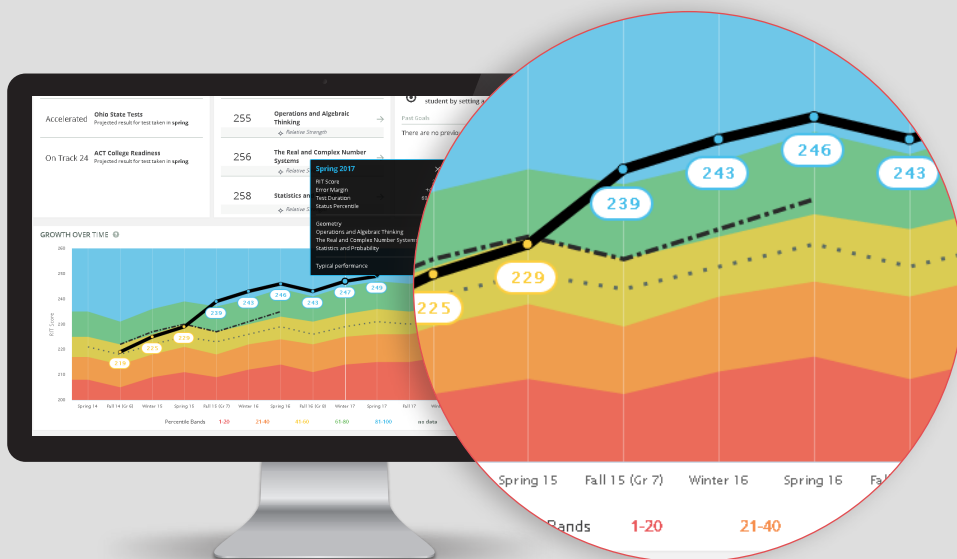 Accelerated
Ohio State Tests
Projected result for test taken in spring.
On Track 24
ACT College Readiness
Projected result for test taken in spring
255
Operations and Algebraic
Thinking
Relative Strength
256
The Real and Complex Number
Systems
Relative S
258
Statistics an
Relative S
student by setting a
Past Goals
There are no previo
Spring 2017
RIT Score
Error Margin
Test Duration
Status Percentile
Geometry
Operations and Algebraic Thinking
The Real and Complex Number Systems
Statistics and Probability
Typical performance
GROWTH OVER TIME
RIT Score
260
250
240
230
220
210
200
219
225
229
239
243
246
243
247
249
Spring 14
Fall 14 (Gr 6)
Winter 15
Spring 15
Fall 15 (Gr 7)
Winter 16
Spring 16
Fall 16 (Gr 8)
Winter 17
Spring 17
Fall 17
Percentile Bands
1-20
21-40
41-60
61-80
81-100
no data
225
229
239
243
246
243
Spring 15
Fall 15 (Gr 7)
Winter 16
Spring 16
Fal
Bands
1-20
21-40